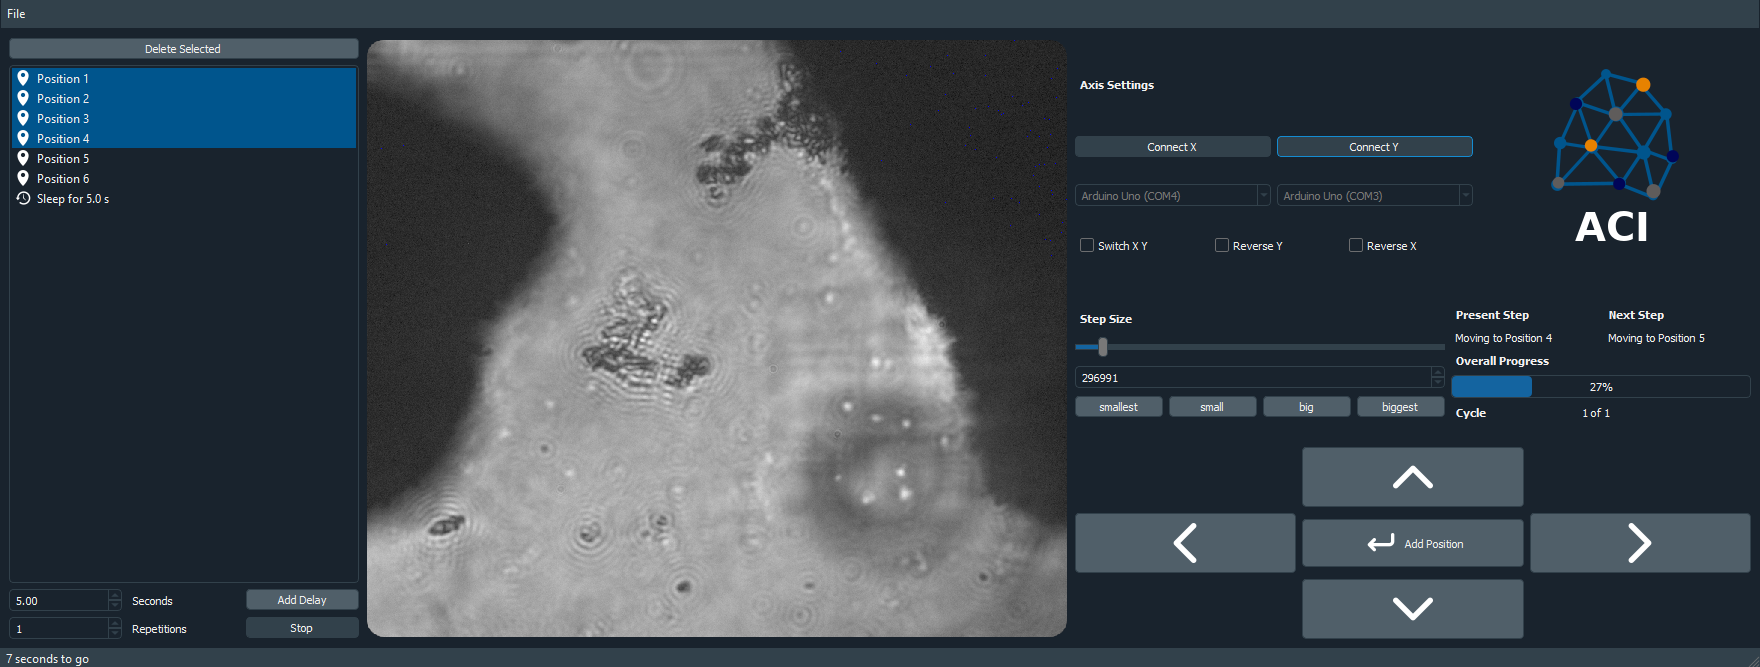 File
Delete Selected
Position 1
Position 2
Position 3
Position 4
Position 5
Position 6
Sleep for 5.0 s
5.00
Seconds
Add Delay
1
Repetitions
Stop
7 seconds to go
Axis Settings
Connect X
Connect Y
Arduino Uno (COM4)
Arduino Uno (COM3)
Switch X Y
Reverse Y
Reverse X
ACI
Step Size
296991
smallest
small
big
biggest
Present Step
Next Step
Moving to Position 4
Moving to Position 5
Overall Progress
27%
Cycle
1 of 1
Add Position